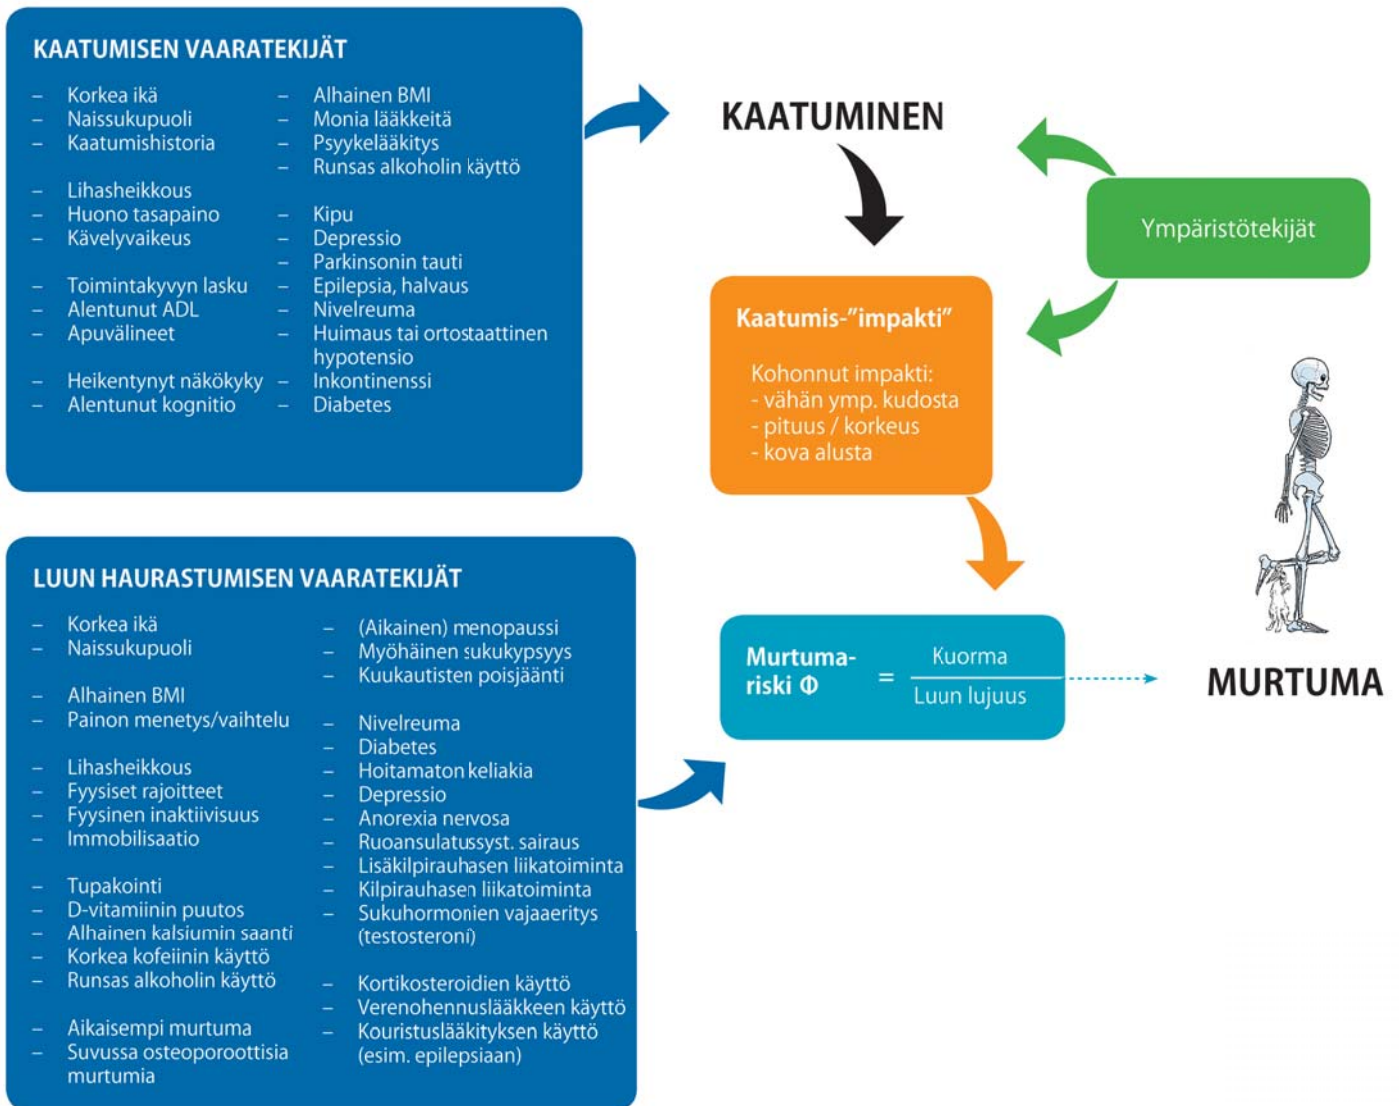 KAATUMISEN VAARATEKIJÄT
– Korkea ikä
– Naissukupuoli
– Kaatumishistoria
– Lihasheikkous
– Huono tasapaino
– Kävelyvaikeus
– Toimintakyvyn lasku
– Alentunut ADL
– Apuvälineet
– Heikentynyt näkökyky
– Alentunut kognitio
– Alhainen BMI
– Monia lääkkeitä
– Psyykelääkitys
– Runsas alkoholin käyttö
– Kipu
– Depressio
– Parkinsonin tauti
– Epilepsia, halvaus
– Nivelreuma
– Huimaus tai ortostaattinen
hypotensio
– Inkontinenssi
– Diabetes
KAATUMINEN
Ympäristötekijät
Kaatumis-”impakti”
Kohonnut impakti:
- vähän ymp. kudosta
- pituus / korkeus
- kova alusta
LUUN HAURASTUMISEN VAARATEKIJÄT
– Korkea ikä
– Naissukupuoli
– Alhainen BMI
– Painon menetys/vaihtelu
– Lihasheikkous
– Fyysiset rajoitteet
– Fyysinen inaktiivisuus
– Immobilisaatio
– Tupakointi
– D-vitamiinin puutos
– Alhainen kalsiumin saanti
– Korkea kofeiinin käyttö
– Runsas alkoholin käyttö
– Aikaisempi murtuma
– Suvussa osteoporoottisia
murtumia
– (Aikainen) menopaussi
– Myöhäinen sukukypsyys
– Kuukautisten poisjäänti
– Nivelreuma
– Diabetes
– Hoitamaton keliakia
– Depressio
– Anorexia nervosa
– Ruoansulatussyst. sairaus
– Lisäkilpirauhasen liikatoiminta
– Kilpirauhasen liikatoiminta
– Sukuhormonien vajaaeritys
(testosteroni)
– Kortikosteroidien käyttö
– Verenohennuslääkkeen käyttö
– Kouristuslääkityksen käyttö
(esim. epilepsiaan)
Murtuma-
riski Φ
=
Kuorma
Luun lujuus
MURTUMA